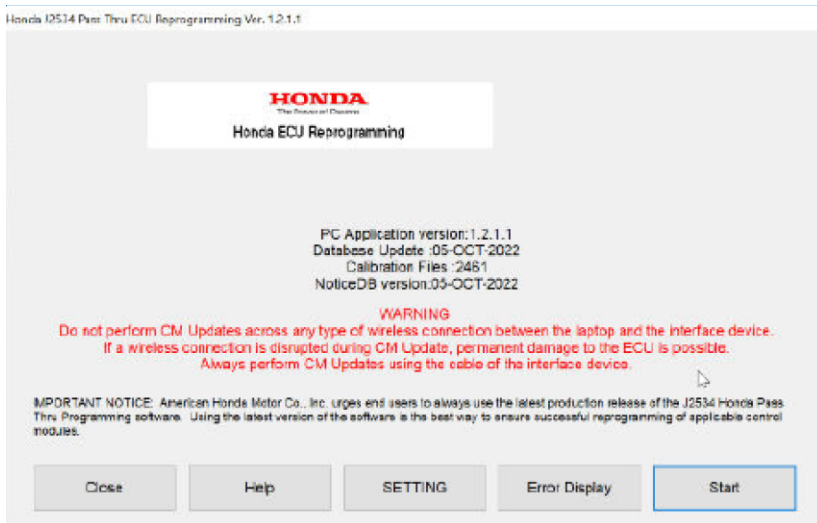 Honda J2534 Pass Thru ECU Reprogramming Ver. 1.2.1.1
HONDA
The Power of Dreams
Honda ECU Reprogramming
PC Application version:1.2.1.1
Database Update :05-OCT-2022
Calibration Files :2461
NoticeDB version:05-OCT-2022
WARNING
Do not perform CM Updates across any type of wireless connection between the laptop and the interface device.
If a wireless connection is disrupted during CM Update, permanent damage to the ECU is possible.
Always perform CM Updates using the cable of the interface device.
IMPORTANT NOTICE: American Honda Motor Co., Inc. urges end users to always use the latest production release of the J2534 Honda Pass
Thru Programming software. Using the latest version of the software is the best way to ensure successful reprogramming of applicable control
modules.
Close
Help
SETTING
Error Display
Start